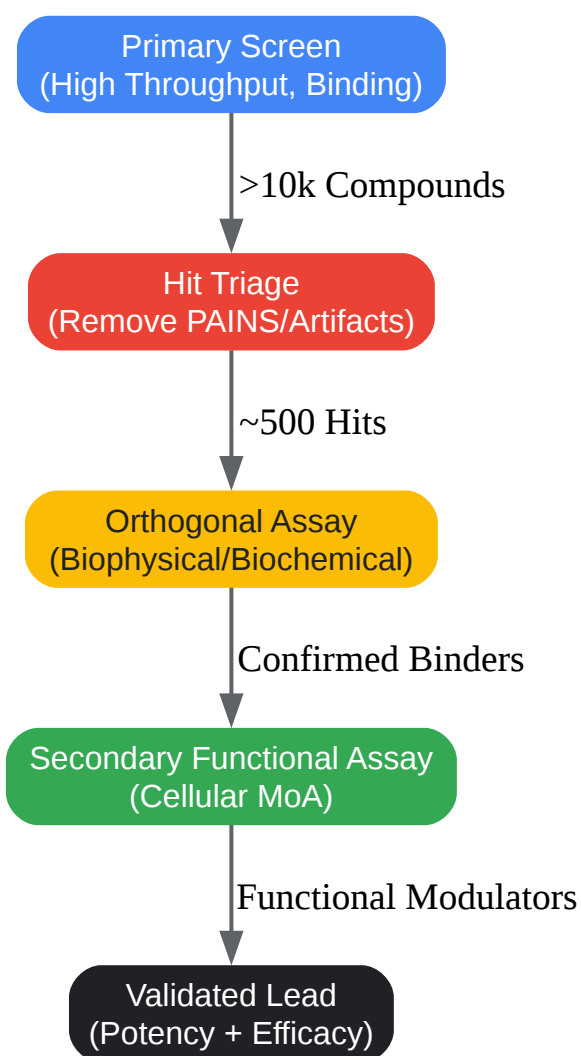 Primary Screen
(High Throughput, Binding)
>10k Compounds
Hit Triage
(Remove PAINS/Artifacts)
~500 Hits
Orthogonal Assay
(Biophysical/Biochemical)
Confirmed Binders
Secondary Functional Assay
(Cellular MoA)
Functional Modulators
Validated Lead
(Potency + Efficacy)